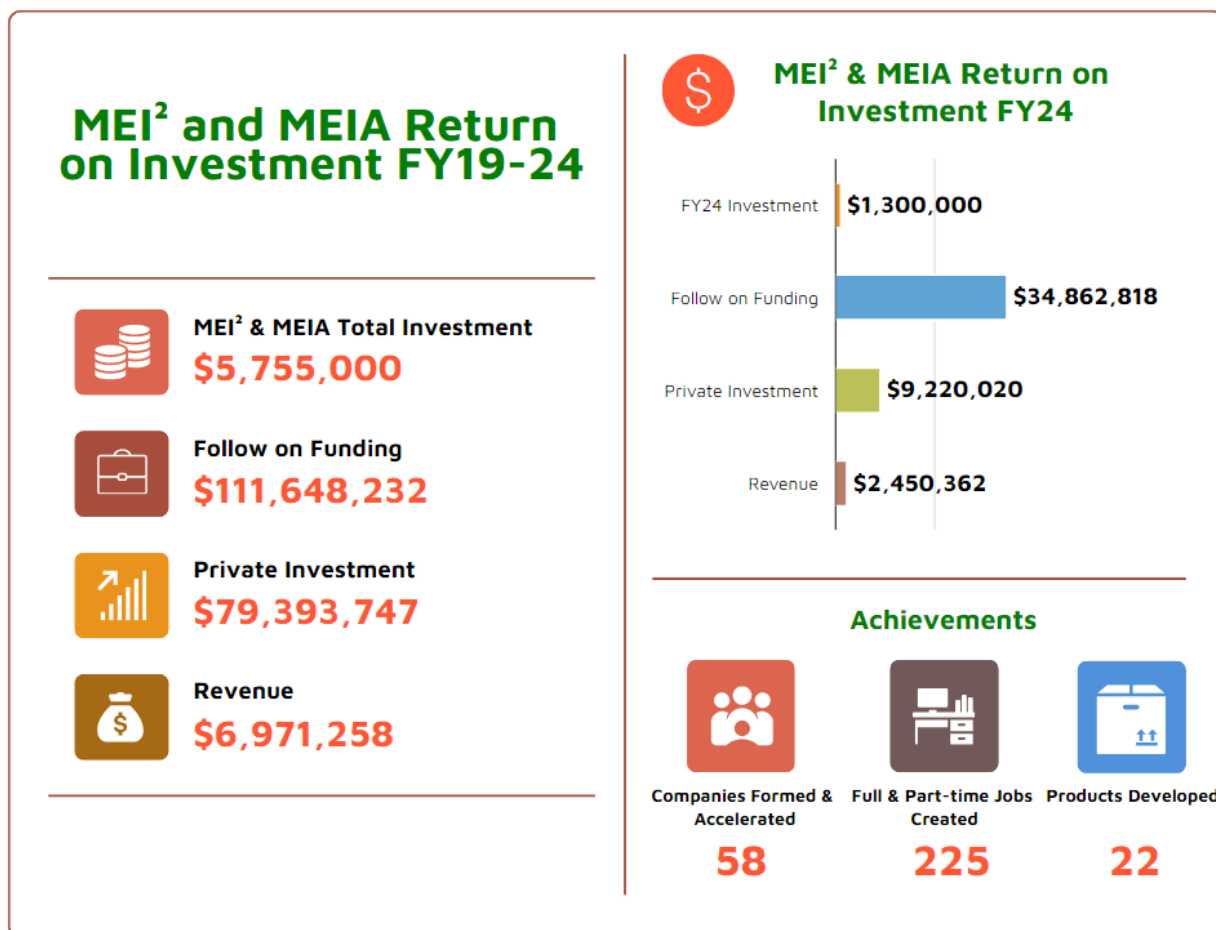 MEI² and MEIA Return
on Investment FY19-24
MEI² & MEIA Total Investment
$5,755,000
Follow on Funding
$111,648,232
Private Investment
$79,393,747
Revenue
$6,971,258
$
MEI² & MEIA Return on
Investment FY24
FY24 Investment
$1,300,000
Follow on Funding
$34,862,818
Private Investment
$9,220,020
Revenue
$2,450,362
Achievements
Companies Formed &
Accelerated
58
Full & Part-time Jobs
Created
225
Products Developed
22